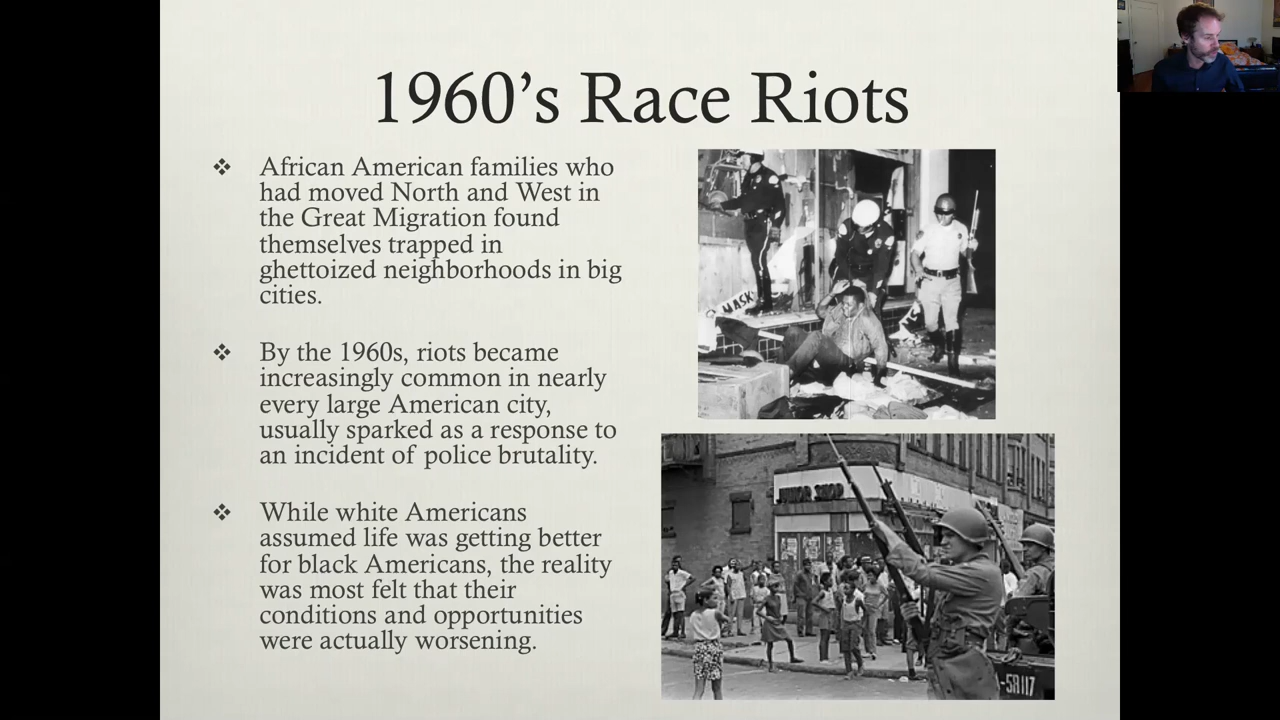 1960's Race Riots
❖ African American families who
had moved North and West in
the Great Migration found
themselves trapped in
ghettoized neighborhoods in big
cities.
❖ By the 1960s, riots became
increasingly common in nearly
every large American city,
usually sparked as a response to
an incident of police brutality.
❖ While white Americans
assumed life was getting better
for black Americans, the reality
was most felt that their
conditions and opportunities
were actually worsening.
MASK
SHOP
-58117